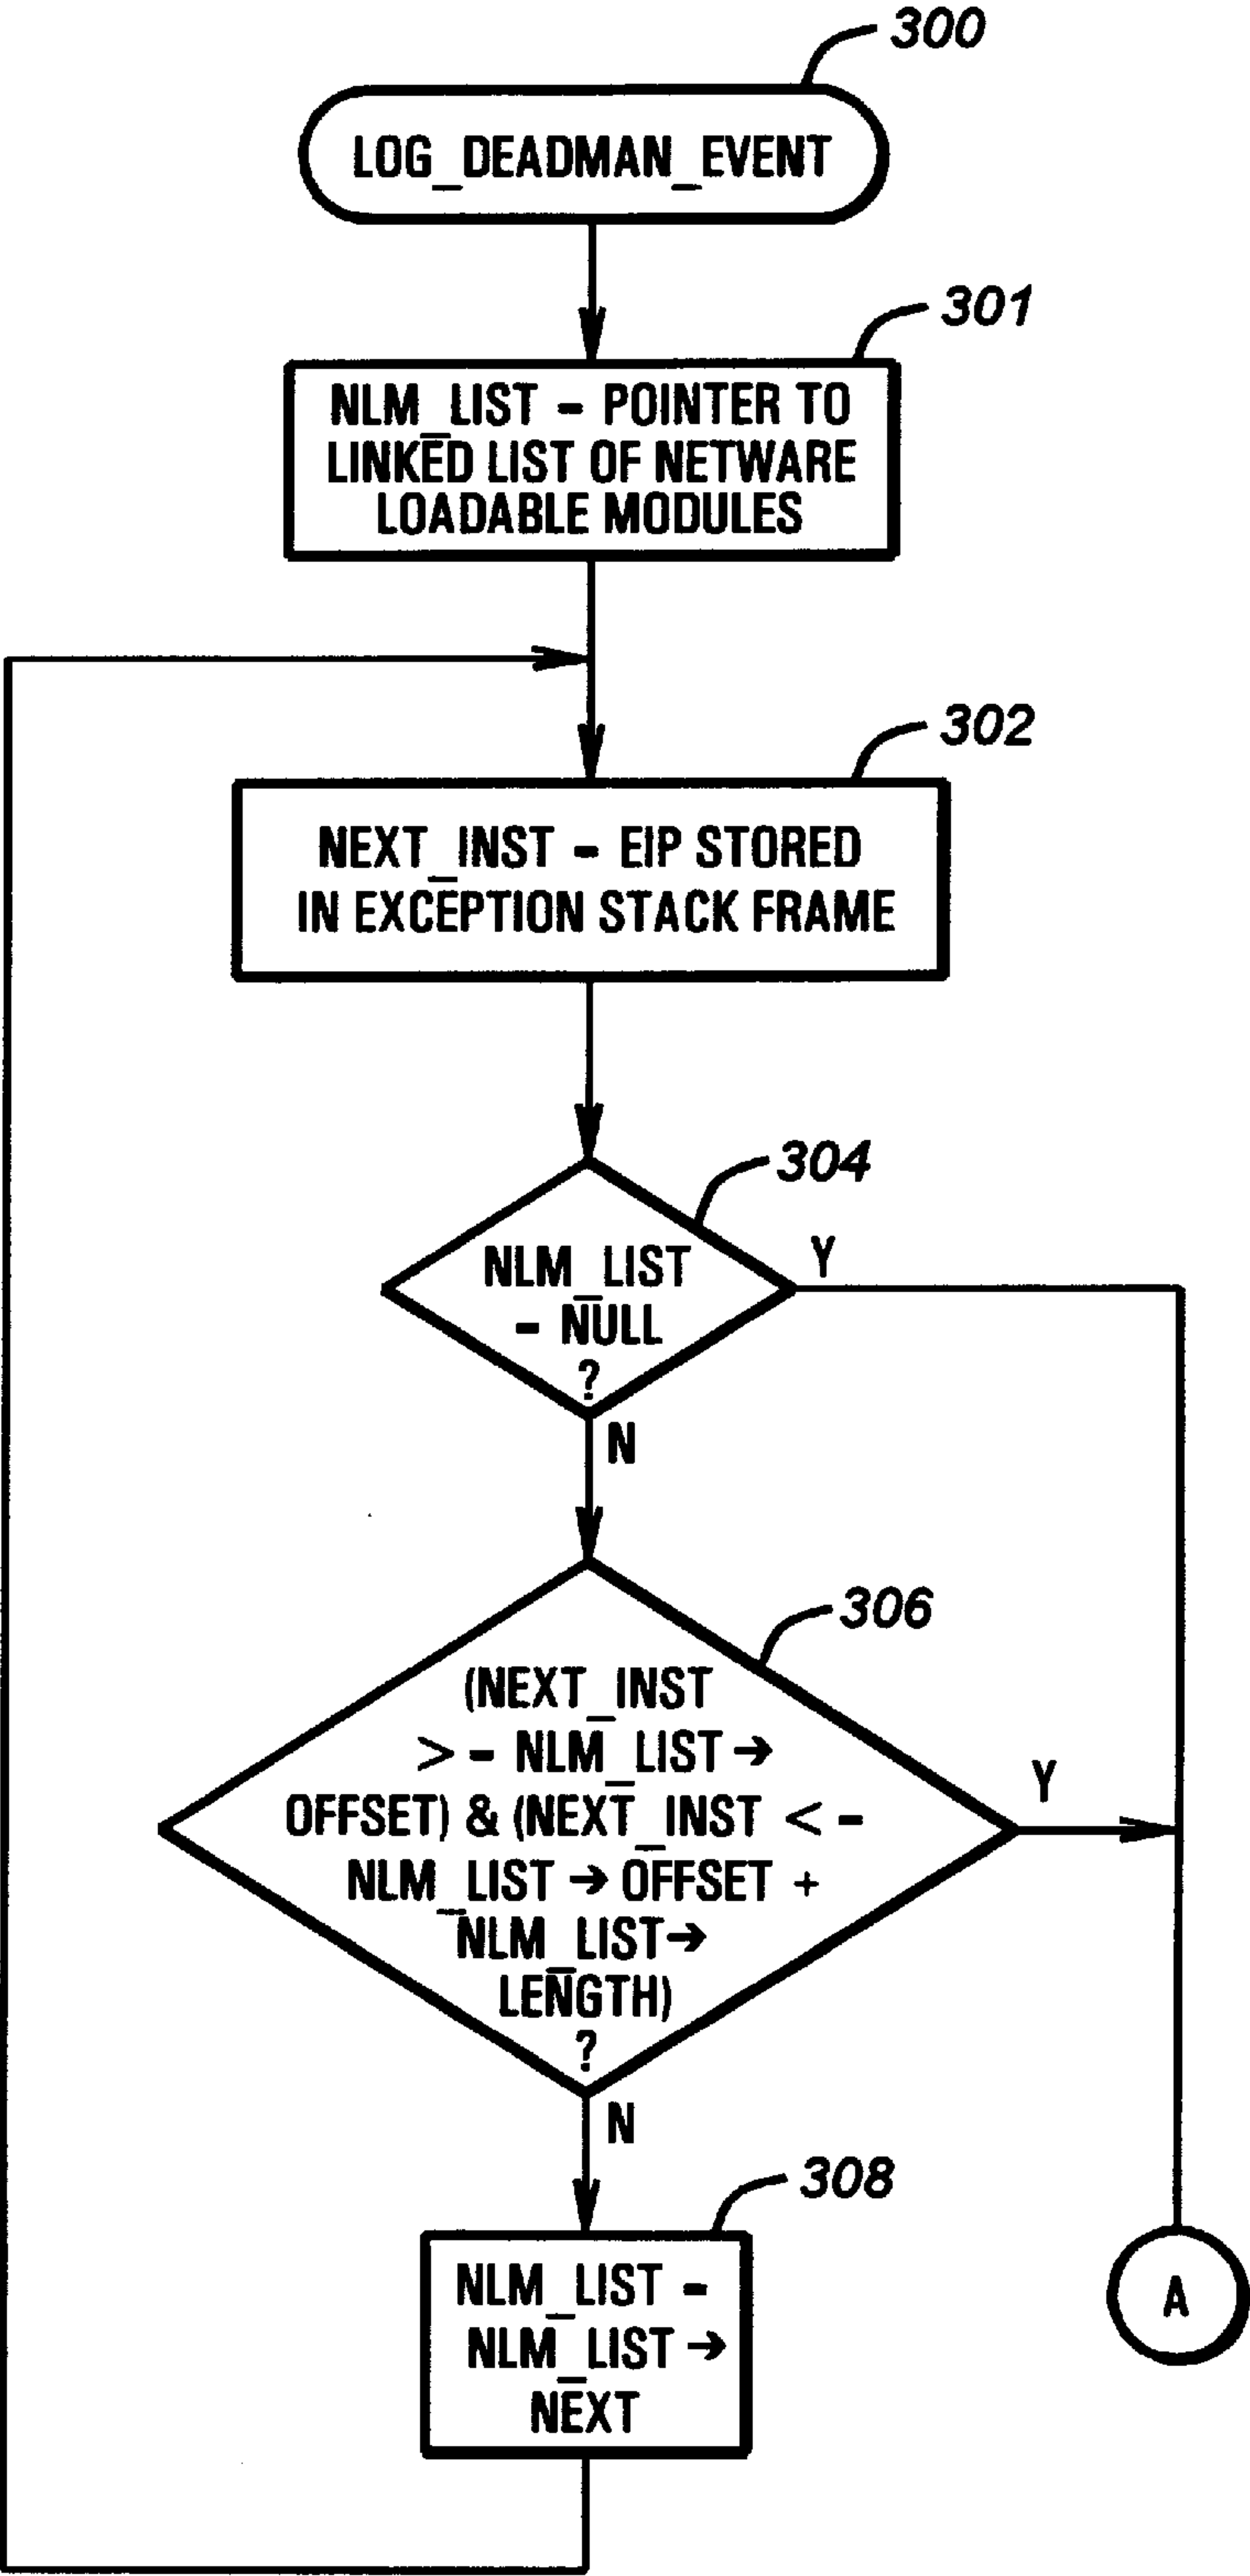 300
LOG_DEADMAN_EVENT
301
NLM_LIST - POINTER TO
LINKED LIST OF NETWARE
LOADABLE MODULES
302
NEXT_INST - EIP STORED
IN EXCEPTION STACK FRAME
304
NLM_LIST
- NULL
?
Y
N
306
(NEXT_INST
> - NLM_LIST →
OFFSET) & (NEXT_INST < -
NLM_LIST → OFFSET +
NLM_LIST →
LENGTH)
?
Y
N
308
NLM_LIST -
NLM_LIST →
NEXT
A